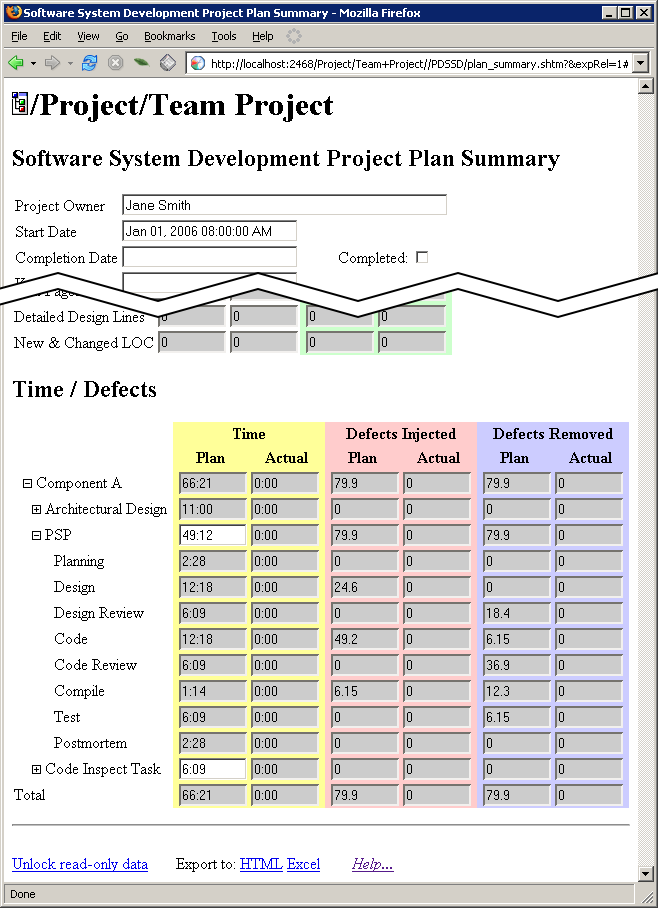 Software System Development Project Plan Summary - Mozilla Firefox
File Edit View Go Bookmarks Tools Help
http://localhost:2468/Project/Team+Project//PDSSD/plan_summary.shtm?&expRel=1#
/Project/Team Project
Software System Development Project Plan Summary
Project Owner Jane Smith
Start Date Jan 01, 2006 08:00:00 AM
Completion Date Completed:
Detailed Design Lines 0 0 0 0
New & Changed LOC 0 0 0 0
Time / Defects
Time Defects Injected Defects Removed
Plan Actual Plan Actual Plan Actual
Component A 66:21 0:00 79.9 0 79.9 0
Architectural Design 11:00 0:00 0 0 0 0
PSP 49:12 0:00 79.9 0 79.9 0
Planning 2:28 0:00 0 0 0 0
Design 12:18 0:00 24.6 0 0 0
Design Review 6:09 0:00 0 0 18.4 0
Code 12:18 0:00 49.2 0 6.15 0
Code Review 6:09 0:00 0 0 36.9 0
Compile 1:14 0:00 6.15 0 12.3 0
Test 6:09 0:00 0 0 6.15 0
Postmortem 2:28 0:00 0 0 0 0
Code Inspect Task 6:09 0:00 0 0 0 0
Total 66:21 0:00 79.9 0 79.9 0
Unlock read-only data Export to: HTML Excel Help...
Done